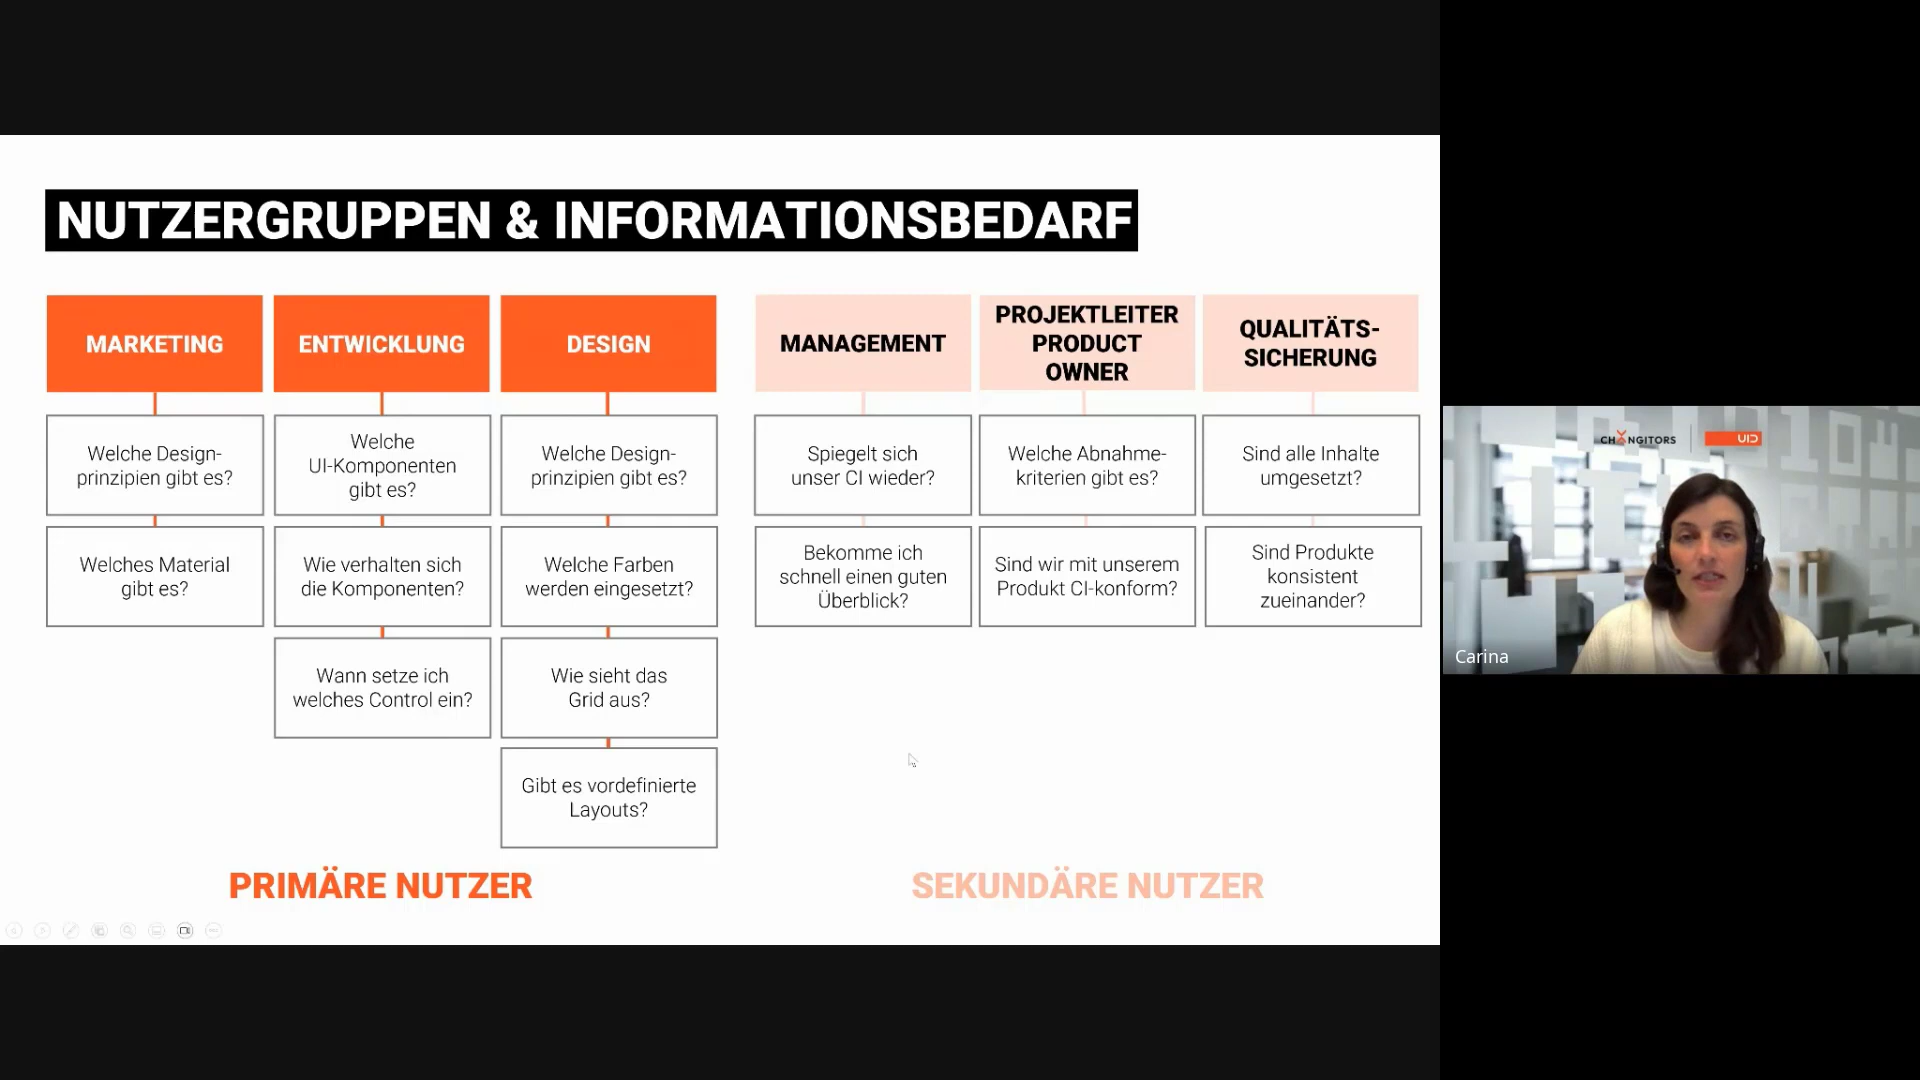 NUTZERGRUPPEN & INFORMATIONSBEDARF
MARKETING
Welche Design-
prinzipien gibt es?
Welches Material
gibt es?
ENTWICKLUNG
Welche
UI-Komponenten
gibt es?
Wie verhalten sich
die Komponenten?
Wann setze ich
welches Control ein?
DESIGN
Welche Design-
prinzipien gibt es?
Welche Farben
werden eingesetzt?
Wie sieht das
Grid aus?
Gibt es vordefinierte
Layouts?
PRIMÄRE NUTZER
MANAGEMENT
Spiegelt sich
unser CI wieder?
Bekomme ich
schnell einen guten
Überblick?
PROJEKTLEITER
PRODUCT
OWNER
Welche Abnahme-
kriterien gibt es?
Sind wir mit unserem
Produkt CI-konform?
QUALITÄTS-
SICHERUNG
Sind alle Inhalte
umgesetzt?
Sind Produkte
konsistent
zueinander?
SEKUNDÄRE NUTZER
CHANGITORS
UID
Carina